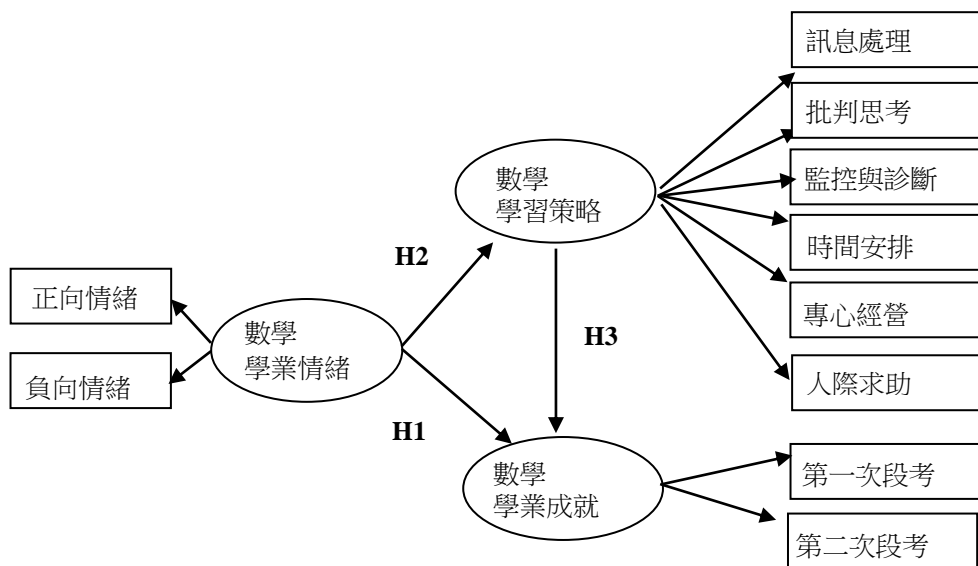 訊息處理
批判思考
數學
學習策略
監控與診斷
時間安排
H2
正向情緒
專心經營
數學
學業情緒
H3
負向情緒
人際求助
H1
數學
學業成就
第一次段考
第二次段考